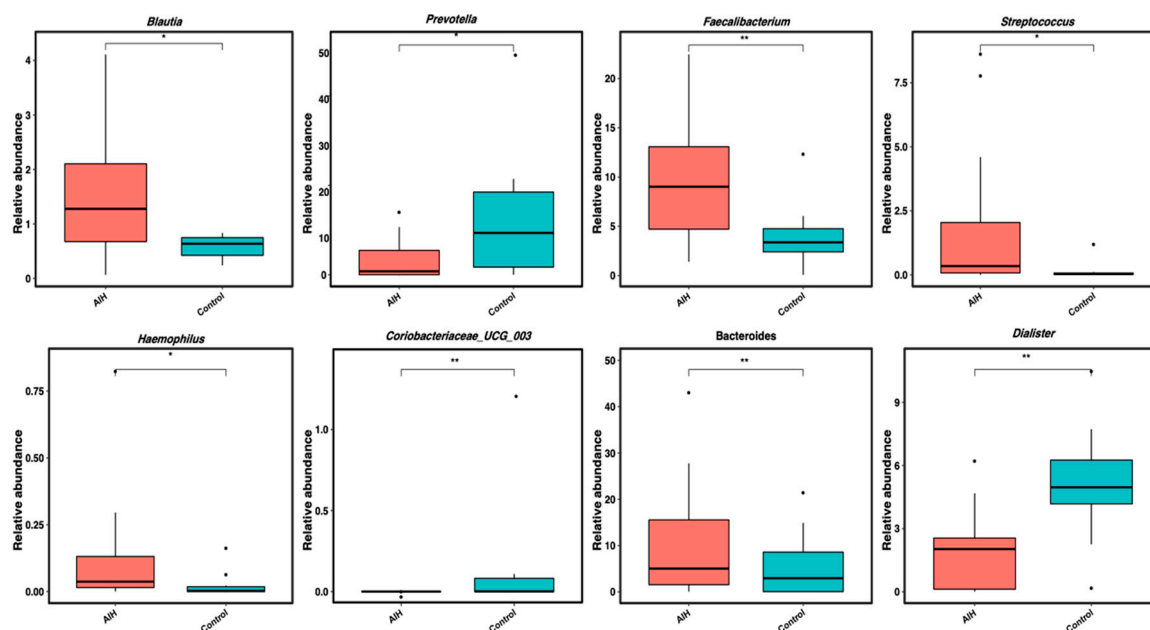 Blautia
*
Relative abundance
4
3
2
1
0
AIH
Control
Prevotella
*
Relative abundance
50
40
30
20
10
0
AIH
Control
Faecalibacterium
**
Relative abundance
20
15
10
5
0
AIH
Control
Streptococcus
*
Relative abundance
7.5
5.0
2.5
0.0
AIH
Control
Haemophilus
*
Relative abundance
0.75
0.50
0.25
0.00
AIH
Control
Coriobacteriaceae_UCG_003
**
Relative abundance
1.0
0.5
0.0
AIH
Control
Bacteroides
**
Relative abundance
50
40
30
20
10
0
AIH
Control
Dialister
**
Relative abundance
9
6
3
0
AIH
Control